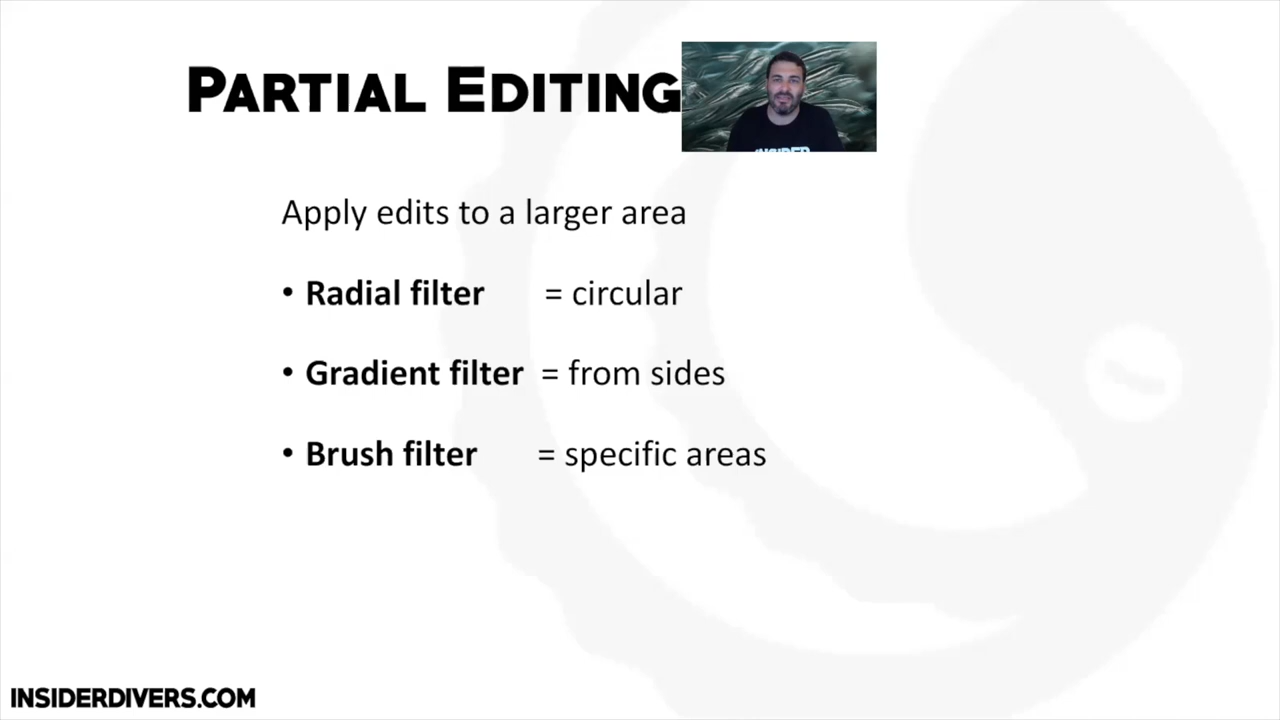 PARTIAL EDITING
INSIDER
Apply edits to a larger area
• Radial filter = circular
• Gradient filter = from sides
• Brush filter = specific areas
INSIDERDIVERS.COM